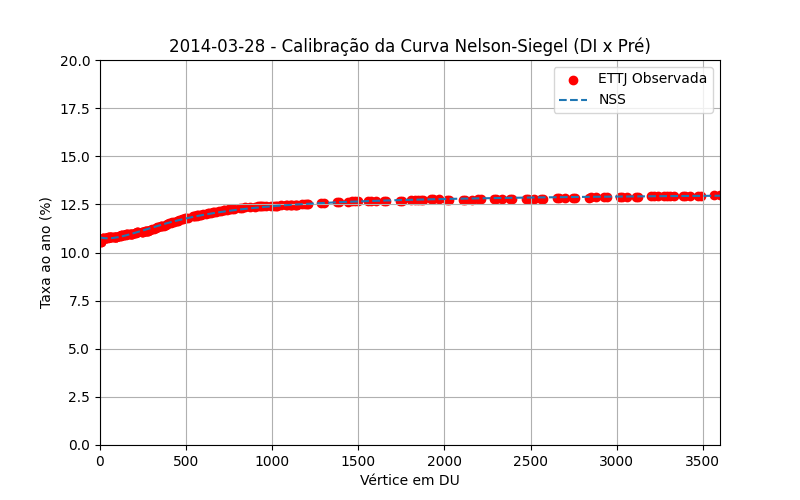 2014-03-28 - Calibração da Curva Nelson-Siegel (DI x Pré)
20.0
17.5
15.0
12.5
10.0
7.5
5.0
2.5
0.0
Taxa ao ano (%)
ETTJ Observada
NSS
0 500 1000 1500 2000 2500 3000 3500
Vértice em DU